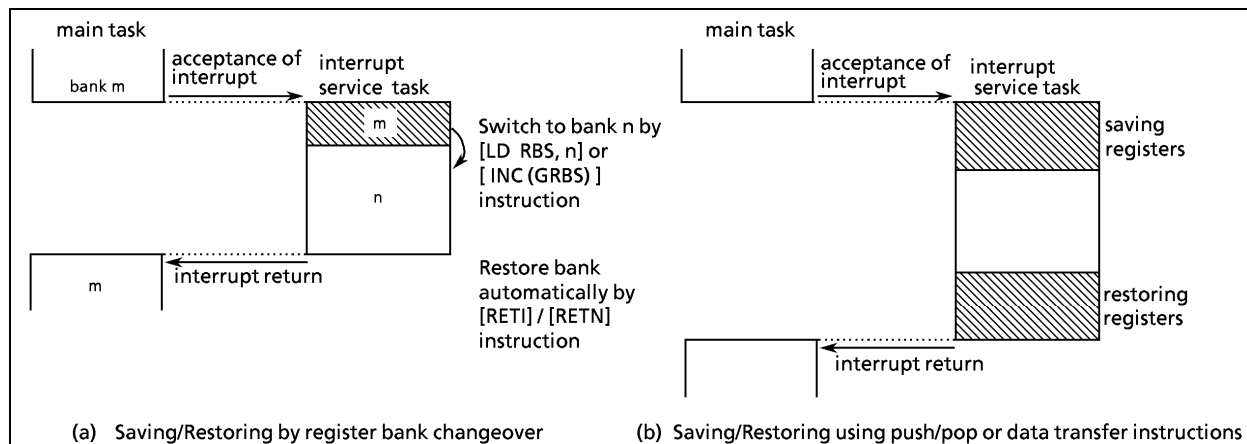 main task
acceptance of
interrupt
interrupt
service task
bank m
m
Switch to bank n by
[LD RBS, n] or
[ INC (GRBS) ]
instruction
n
interrupt return
m
Restore bank
automatically by
[RETI] / [RETN]
instruction
(a) Saving/Restoring by register bank changeover
main task
acceptance of
interrupt
interrupt
service task
saving
registers
restoring
registers
interrupt return
(b) Saving/Restoring using push/pop or data transfer instructions